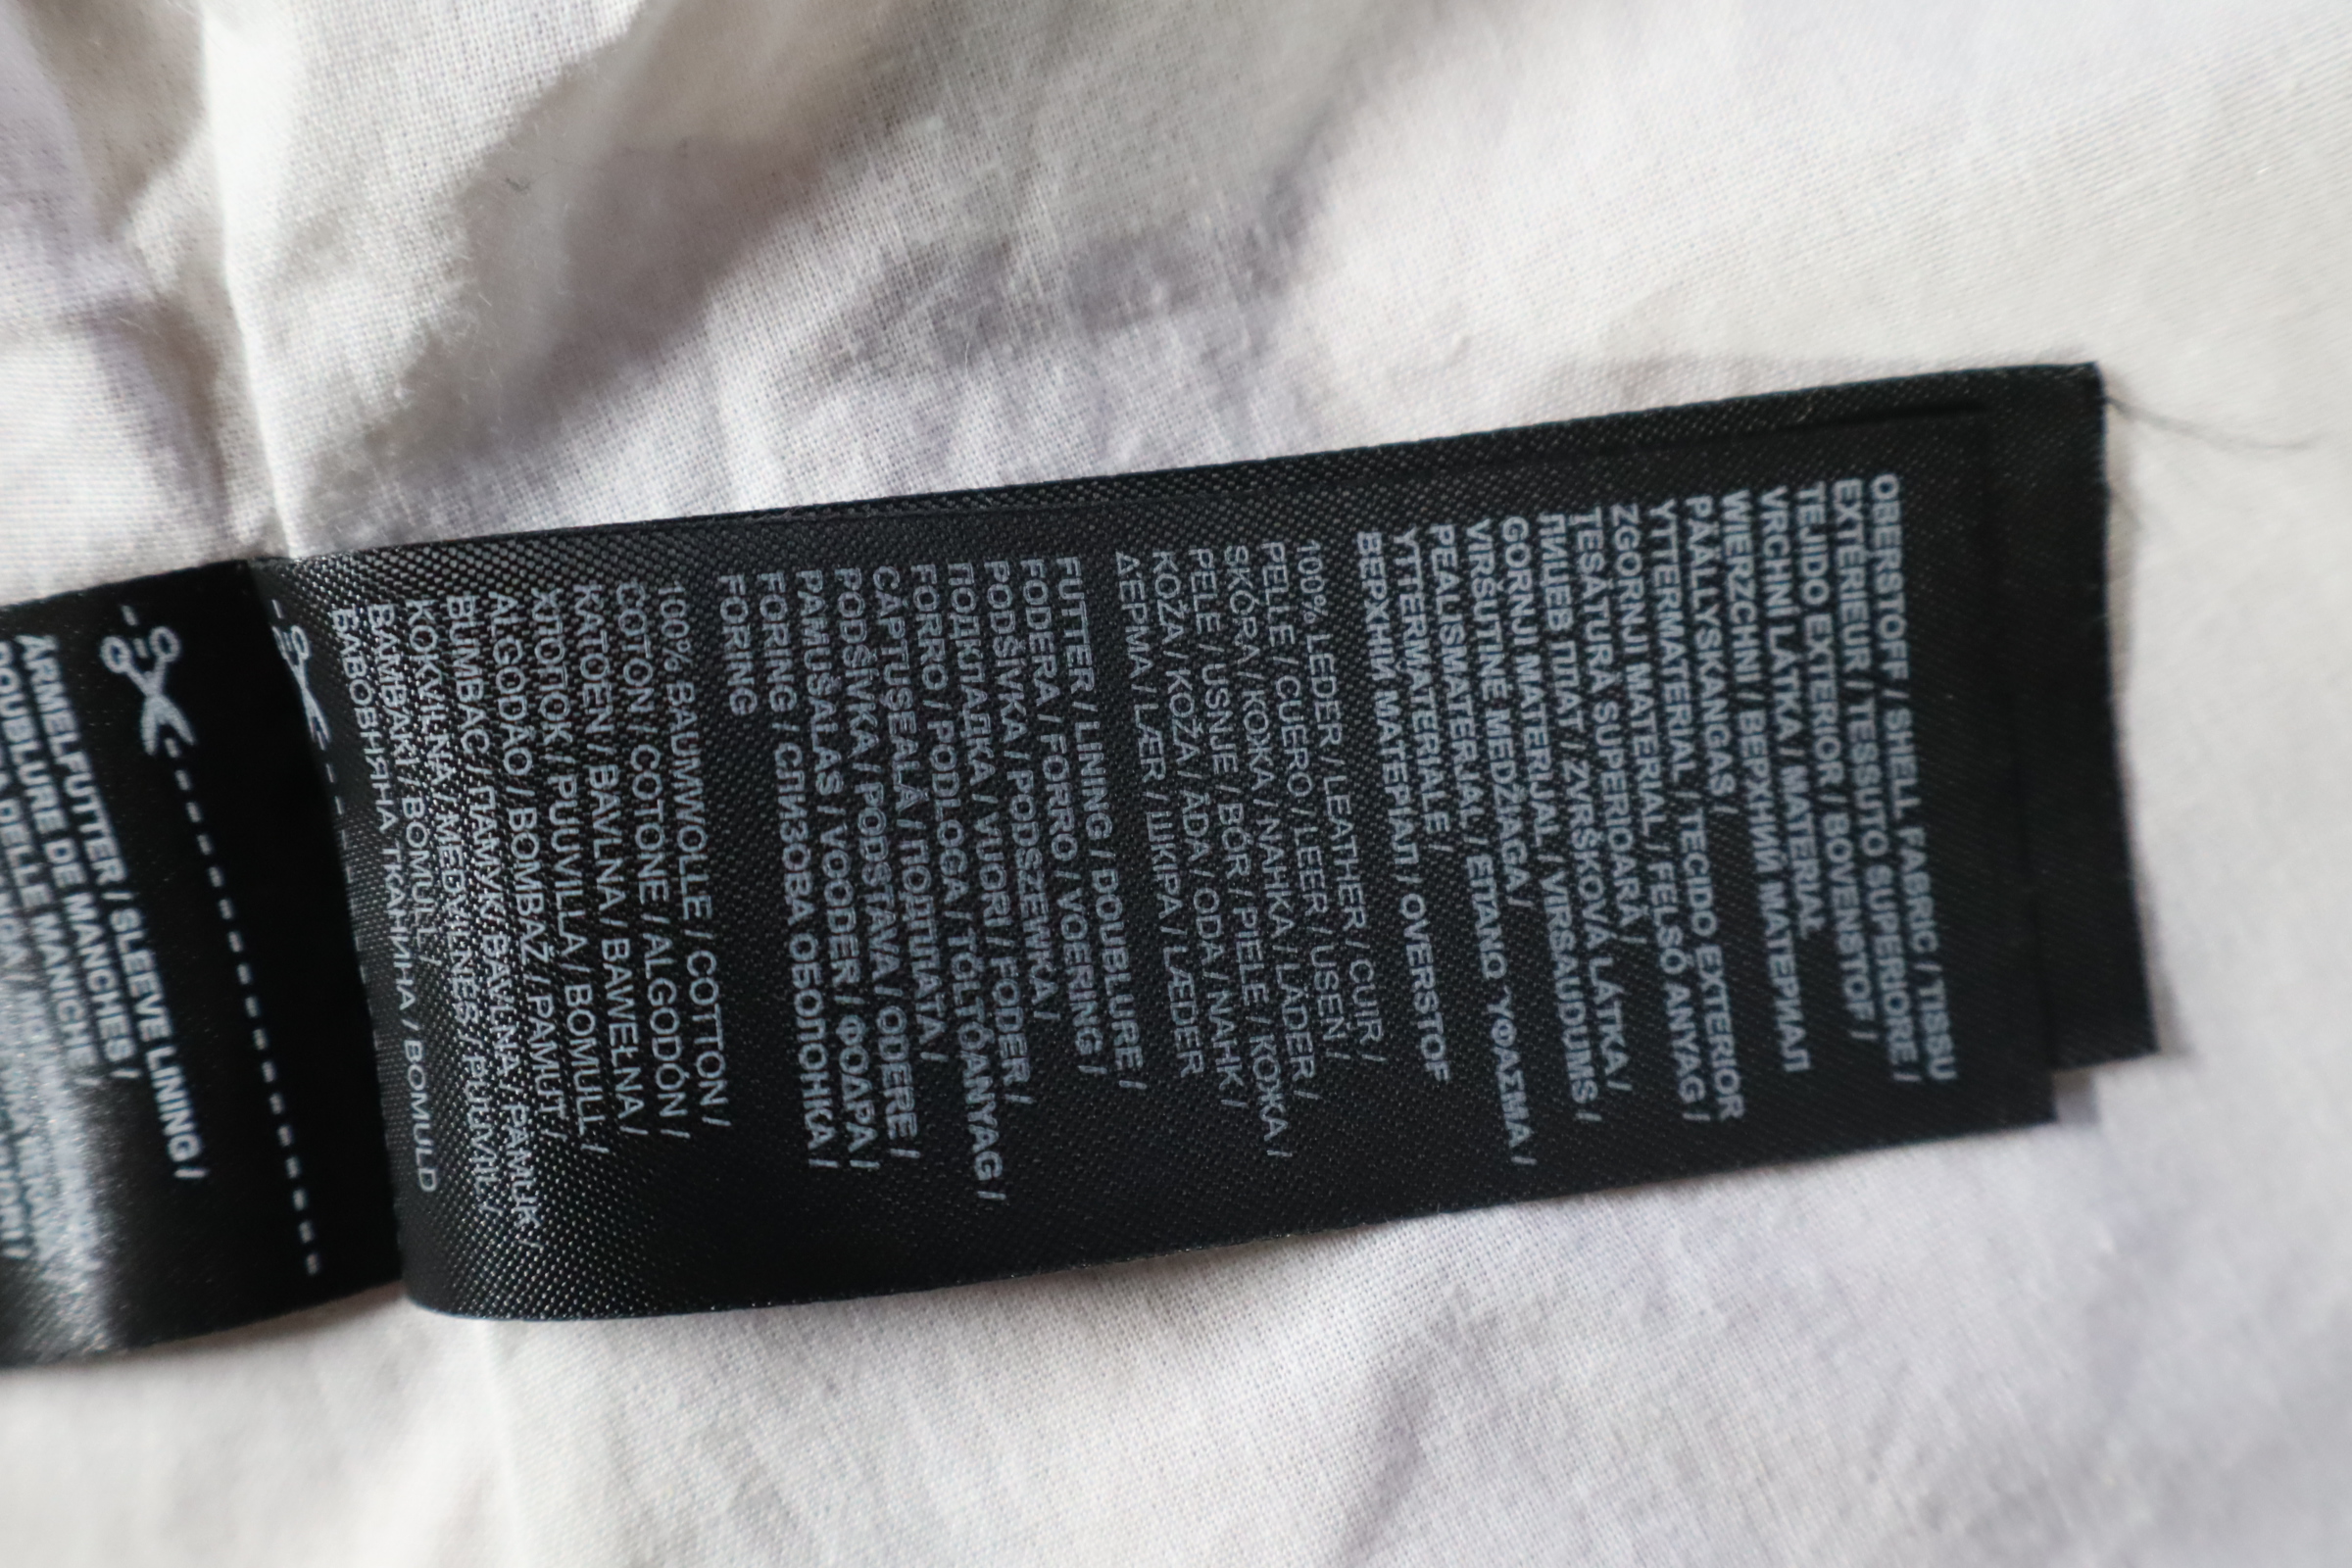 OBERSTOFF / SHELL FABRIC / TISSU
EXTERIEUR / TESSUTO SUPERIORE /
TEJIDO EXTERIOR / BOVENSTOF /
VRCHNÍ LÁTKA / MATERIAŁ
WIERZCHNI / ВЕРХНИЙ МАТЕРИАЛ
PÄÄLLYSKANGAS /
YTTERMATERIAL / TECIDO EXTERIOR
ZGORNJI MATERIAL / FELSŐ ANYAG /
ȚESĂTURĂ SUPERIOARĂ /
ЛИЦЕВ ПЛАТ / ZVRŠKOVÁ LÁTKA /
GORNJI MATERIJAL / VIRSAUDUMS /
VIRŠUTINĖ MEDŽIAGA /
PEALISMATERJAL / ΕΠΑΝΩ ΥΦΑΣΜΑ /
YTTERMATERIALE /
ВЕРХНІЙ МАТЕРІАЛ / OVERSTOF
100% LEDER / LEATHER / CUIR /
PELLE / CUERO / LEER / USEŇ /
SKÓRA / КОЖА / NAHKA / LÄDER /
PELE / USNJE / BŐR / PIELE / КОЖА /
KOŽA / KOŽA / ĀDA / ODA / NAHK /
ΔΕΡΜΑ / LÆR / ШКІРА / LÆDER
FUTTER / LINING / DOUBLURE /
FODERA / FORRO / VOERING /
PODŠÍVKA / PODSZEWKA /
ПОДКЛАДКА / VUORI / FODER /
FORRO / PODLOGA / TÖLTŐANYAG /
CĂPTUȘEALĂ / ПОДПЛАТА /
PODŠÍVKA / PODSTAVA / ODERE /
PAMUŠALAS / VOODER / ΦΟΔΡΑ /
FORING / СПИЗОВА ОБОЛОНКА /
FORING
100% BAUMWOLLE / COTTON /
COTON / COTONE / ALGODÓN /
KATOEN / BAVLNA / BAWEŁNA /
ХЛОПОК / PUUVILLA / BOMULL /
ALGODÃO / BOMBAŽ / PAMUT /
BUMBAC / ПАМУК / BAVLNA / PAMUK /
KOKVILNA / MEDVILNĖS / PUUVILL /
BAMBAKI / BOMULL /
БАВОВНЯНА ТКАНИНА / BOMULD
ÄRMELFUTTER / SLEEVE LINING /
DOUBLURE DE MANCHES /
DELLE MANICHE /